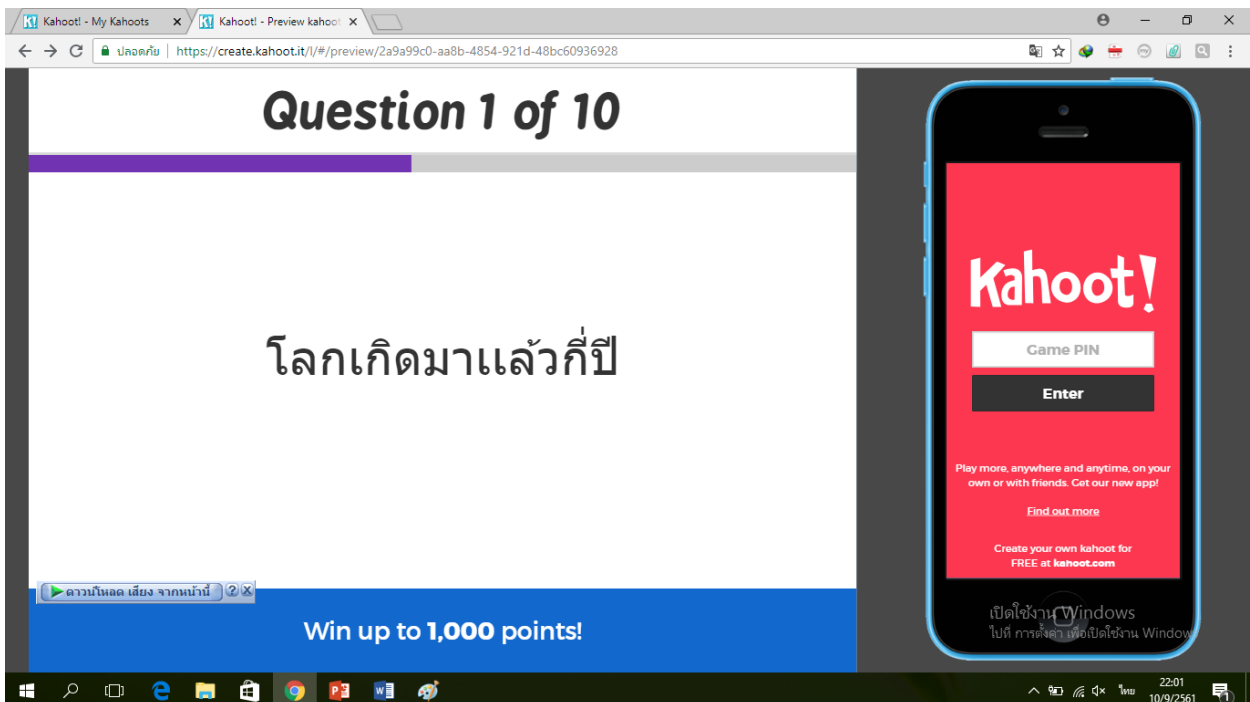 Kahoot! - My Kahoots
Kahoot! - Preview kahoot
ปลอดภัย | https://create.kahoot.it/l/#/preview/2a9a99c0-aa8b-4854-921d-48bc60936928
Question 1 of 10
โลกเกิดมาแล้วกี่ปี
ดาวน์โหลด เสียง จากหน้านี้
Win up to 1,000 points!
Kahoot!
Game PIN
Enter
Play more, anywhere and anytime, on your
own or with friends. Get our new app!
Find out more
Create your own kahoot for
FREE at kahoot.com
เปิดใช้งาน Windows
ไปที่ การตั้งค่า เพื่อเปิดใช้งาน Window
ไทย
22:01
10/9/2561